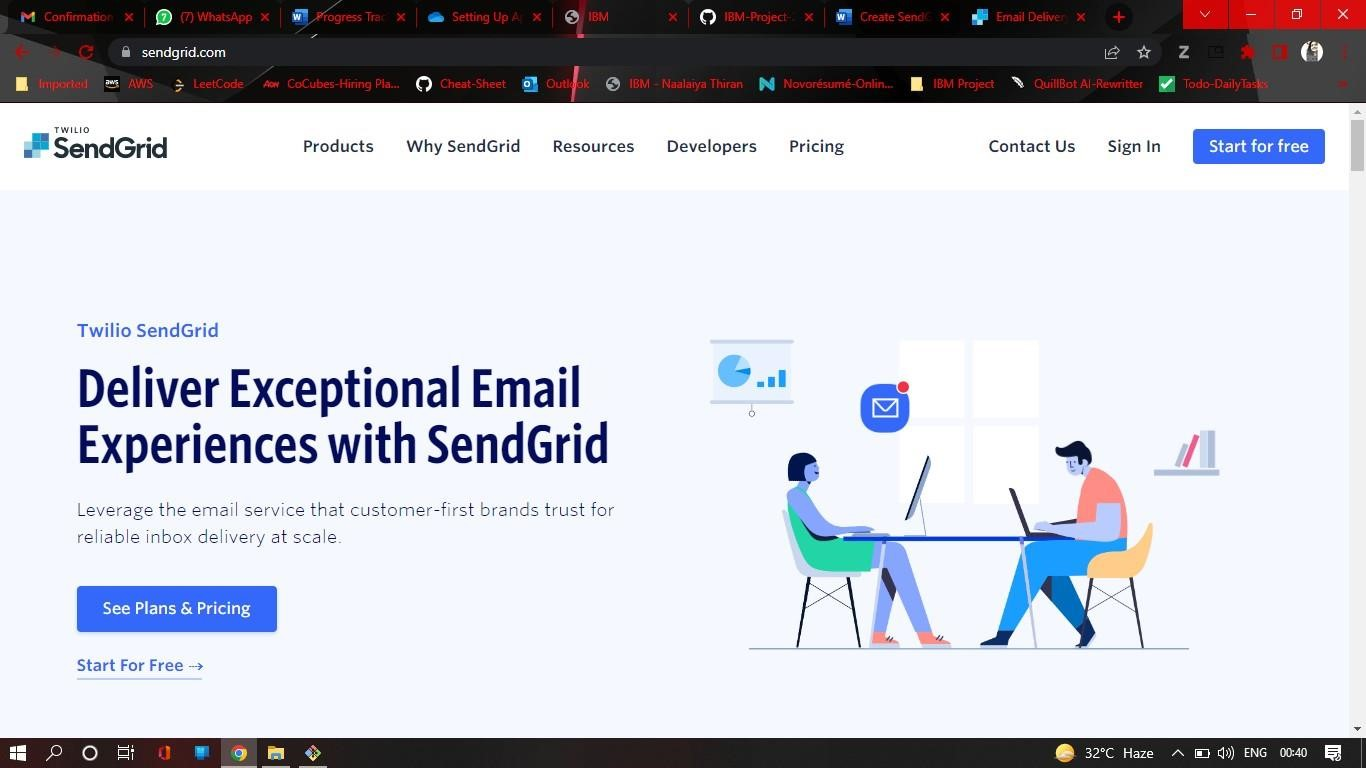 Confirmation
(7) WhatsApp
Progress Trac
Setting Up A
IBM
IBM-Project-
Create SendG
Email Delivery
sendgrid.com
Imported
aws AWS
LeetCode
CoCubes-Hiring Pla...
Cheat-Sheet
Outlook
IBM - Naalaiya Thiran
Novorésumé-Onlin...
IBM Project
QuillBot AI-Rewritter
Todo-DailyTasks
TWILIO
SendGrid
Products
Why SendGrid
Resources
Developers
Pricing
Contact Us
Sign In
Start for free
Twilio SendGrid
Deliver Exceptional Email
Experiences with SendGrid
Leverage the email service that customer-first brands trust for
reliable inbox delivery at scale.
See Plans & Pricing
Start For Free →
32°C Haze
ENG
00:40